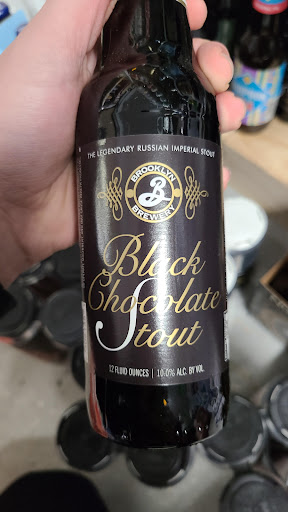 THE LEGENDARY RUSSIAN IMPERIAL STOUT
BROOKLYN
B
BREWERY
Black
Chocolate
Stout
12 FLUID OUNCES | 10.0% ALC. BY VOL.